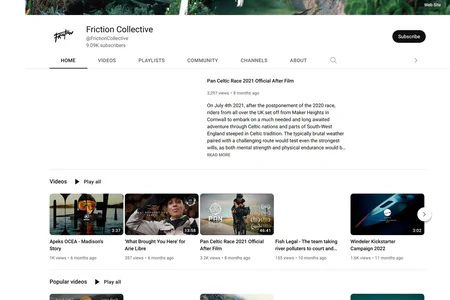 Web Site
Friction
Friction Collective
@FrictionCollective
9.09K subscribers
Subscribe
HOME VIDEOS PLAYLISTS COMMUNITY CHANNELS ABOUT
Pan Celtic Race 2021 Official After Film
3,297 views • 8 months ago
On July 4th 2021, after the postponement of the 2020 race,
riders from all over the UK set off from Maker Heights in
Cornwall to embark on a much needed and long awaited
adventure through Celtic nations and parts of South-West
England steeped in Celtic tradition. The typically brutal weather
paired with a challenging route would test even the strongest
wills, as both mental strength and physical endurance would b...
READ MORE
Videos Play all
3:37
13:58
PAN
46:41
3:02
Apeks OCEA - Madison's
Story
1K views • 6 months ago
'What Brought You Here' for
Arie Libre
Pan Celtic Race 2021 Official
After Film
3.2K views • 8 months ago
Fish Legal - The team taking
river polluters to court and...
155 views • 10 months ago
Windeler Kickstarter
Campaign 2022
1.6K views • 11 months ago
Popular videos Play all